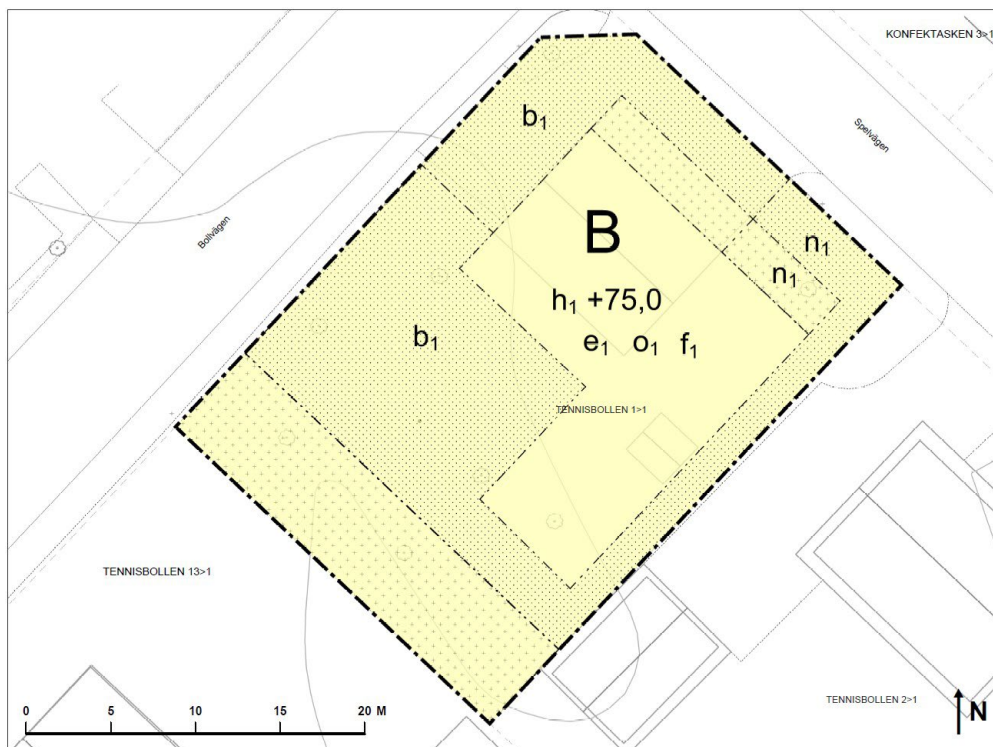 KONFEKTASKEN 3>1
b₁
Spelvägen
Bollvägen
B
n₁
n₁
h₁ +75,0
b₁
e₁ o₁ f₁
TENNISBOLLEN 1>1
TENNISBOLLEN 13>1
TENNISBOLLEN 2>1
0 5 10 15 20 M
N